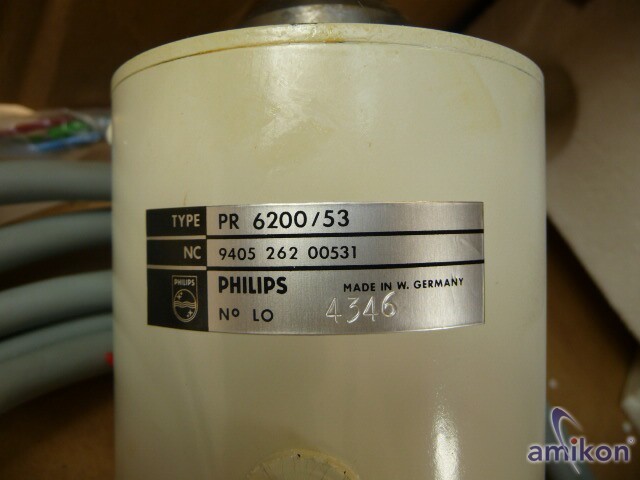 TYPE PR 6200/53
NC 9405 262 00531
PHILIPS PHILIPS MADE IN W. GERMANY
Nº LO 4346
amikon